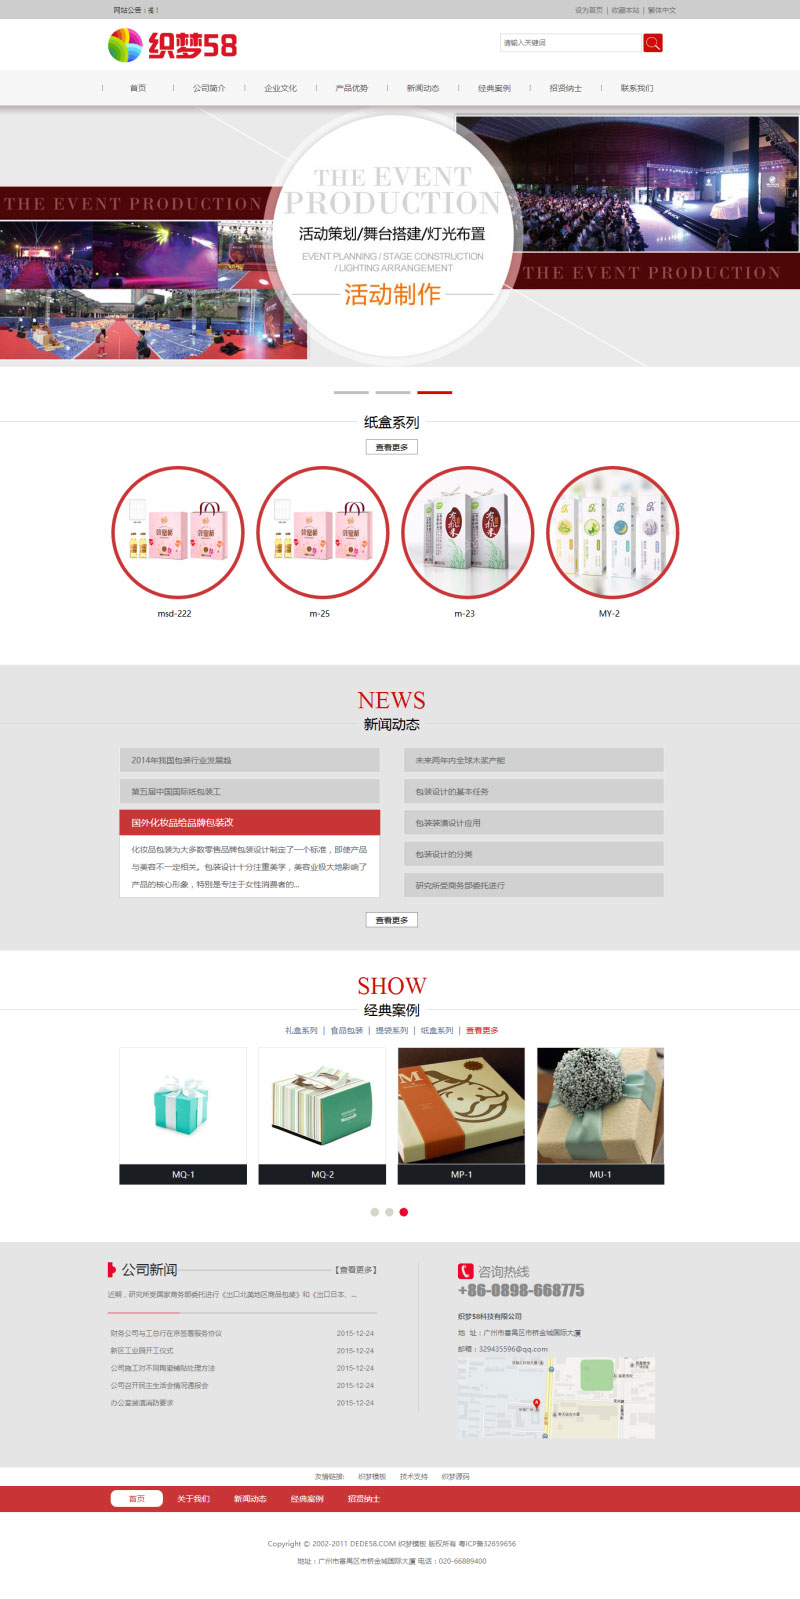 网站公告：
设为首页 | 收藏本站 | 繁体中文
织梦58
请输入关键词
首页 公司简介 企业文化 产品优势 新闻动态 经典案例 招贤纳士 联系我们
THE EVENT PRODUCTION
THE EVENT
PRODUCTION
活动策划/舞台搭建/灯光布置
EVENT PLANNING / STAGE CONSTRUCTION
/ LIGHTING ARRANGEMENT
活动制作
THE EVENT PRODUCTION
纸盒系列
查看更多
msd-222 m-25 m-23 MY-2
NEWS
新闻动态
2014年我国包装行业发展趋
第五届中国国际纸包装工
国外化妆品给品牌包装改
化妆品包装为大多数零售品牌包装设计制定了一个标准，即使产品
与美容不一定相关。包装设计十分注重美学，美容业极大地影响了
产品的核心形象，特别是专注于女性消费者的...
未来两年内全球木浆产能
包装设计的基本任务
包装装潢设计应用
包装设计的分类
研究所受商务部委托进行
查看更多
SHOW
经典案例
礼盒系列 | 食品包装 | 提袋系列 | 纸盒系列 | 查看更多
MQ-1 MQ-2 MP-1 MU-1
公司新闻 【查看更多】
近期，研究所受国家商务部委托进行《出口北美地区商品包装》和《出口日本、...
财务公司与工总行在京签署服务协议 2015-12-24
新区工业园开工仪式 2015-12-24
公司施工对不同陶瓷铺贴处理方法 2015-12-24
公司召开民主生活会情况通报会 2015-12-24
办公室装潢消防要求 2015-12-24
咨询热线
+86-0898-668775
织梦58科技有限公司
地 址：广州市番禺区市桥金城国际大厦
邮箱：329435596@qq.com
友情链接: 织梦模板 技术支持 织梦源码
首页 关于我们 新闻动态 经典案例 招贤纳士
Copyright © 2002-2011 DEDE58.COM 织梦模板 版权所有 粤ICP备32659656
地址：广州市番禺区市桥金城国际大厦 电话：020-66889400